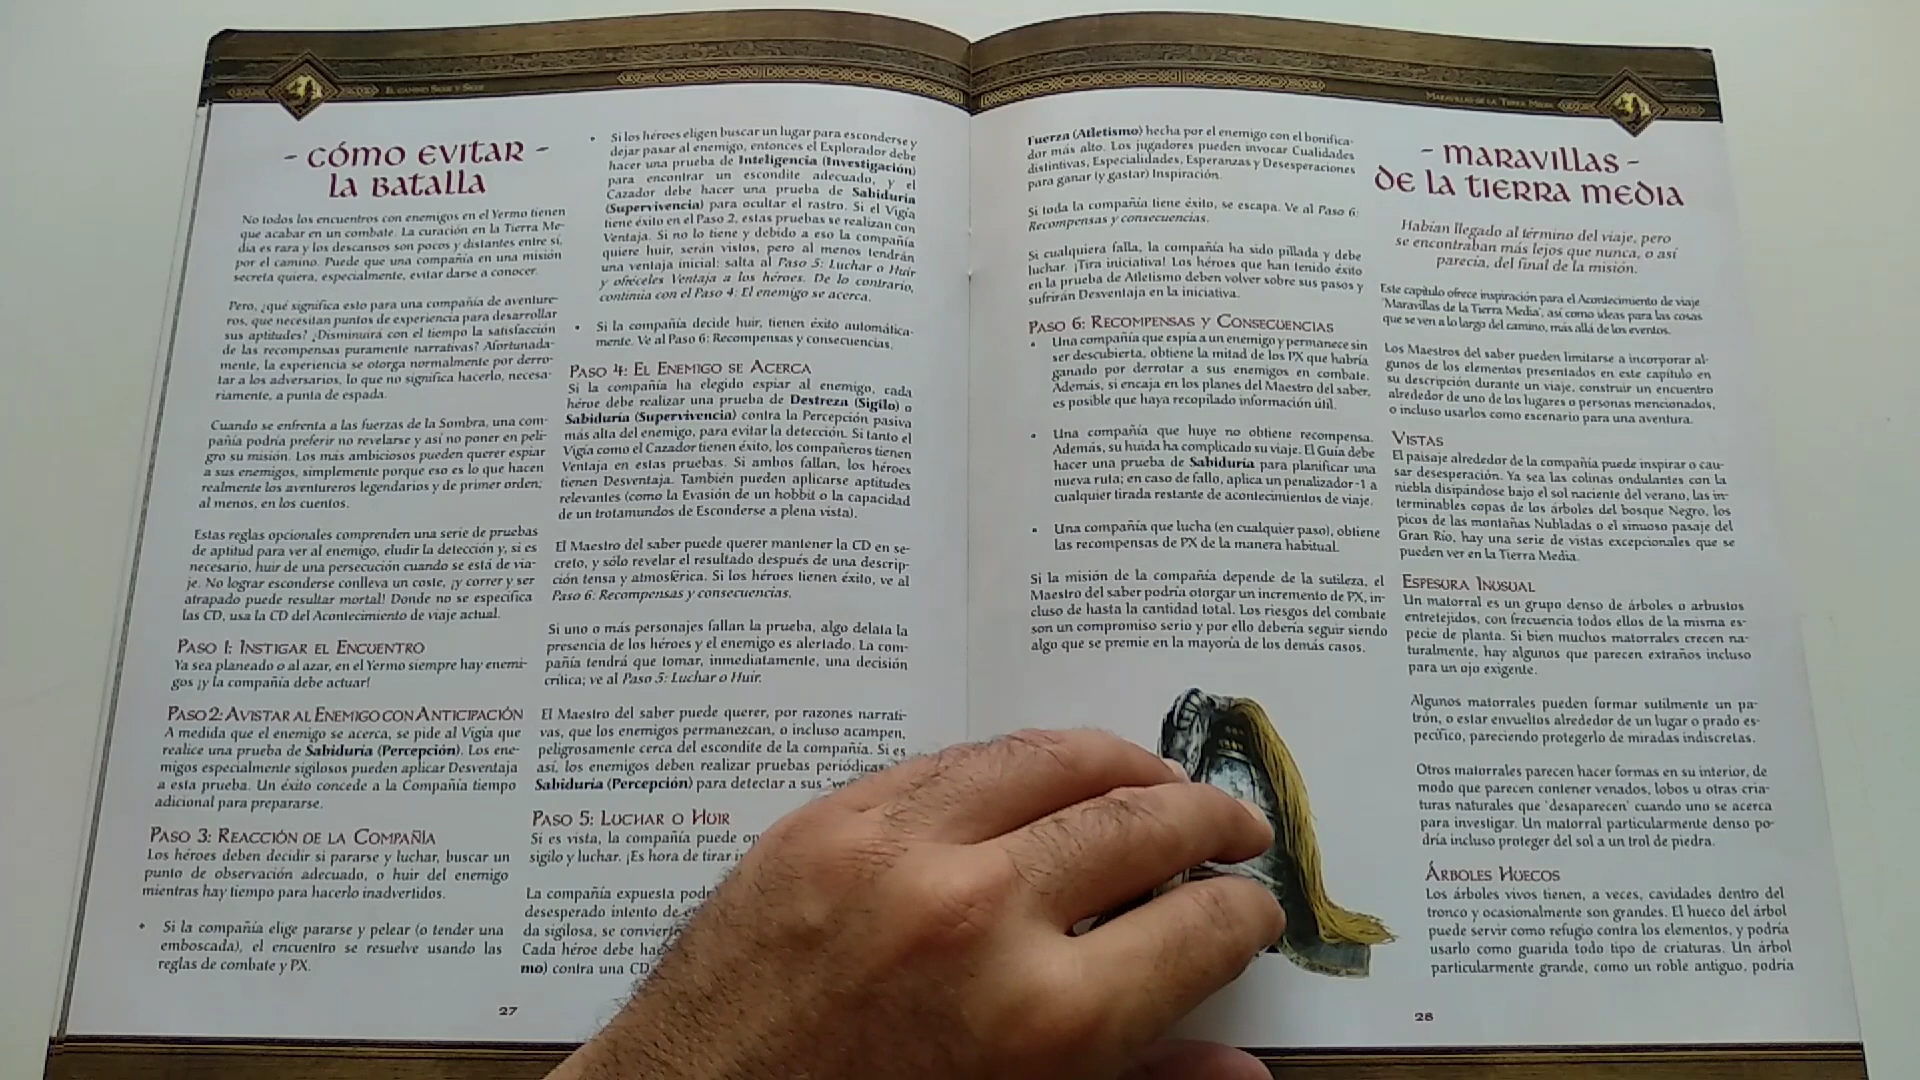 El camino Sigue y Sigue
- Cómo evitar -
la batalla
No todos los encuentros con enemigos en el Yermo tienen
que acabar en un combate. La curación en la Tierra Me-
dia es rara y los descansos son pocos y distantes entre sí,
por el camino. Puede que una compañía en una misión
secreta quiera, especialmente, evitar darse a conocer.
Pero, ¿qué significa esto para una compañía de aventure-
ros, que necesitan puntos de experiencia para desarrollar
sus aptitudes? ¿Disminuirá con el tiempo la satisfacción
de las recompensas puramente narrativas? Afortunada-
mente, la experiencia se otorga normalmente por derro-
tar a los adversarios, lo que no significa hacerlo, necesa-
riamente, a punta de espada.
Cuando se enfrenta a las fuerzas de la Sombra, una com-
pañía podría preferir no revelarse y así no poner en peli-
gro su misión. Los más ambiciosos pueden querer espiar
a sus enemigos, simplemente porque eso es lo que hacen
realmente los aventureros legendarios y de primer orden;
al menos, en los cuentos.
Estas reglas opcionales comprenden una serie de pruebas
de aptitud para ver al enemigo, eludir la detección y, si es
necesario, huir de una persecución cuando se está de via-
je. No lograr esconderse conlleva un coste, ¡y correr y ser
atrapado puede resultar mortal! Donde no se especifica
las CD, usa la CD del Acontecimiento de viaje actual.
Paso 1: Instigar el Encuentro
Ya sea planeado o al azar, en el Yermo siempre hay enemi-
gos ¡y la compañía debe actuar!
Paso 2: Avistar al Enemigo con Anticipación
A medida que el enemigo se acerca, se pide al Vigía que
realice una prueba de Sabiduría (Percepción). Los ene-
migos especialmente sigilosos pueden aplicar Desventaja
a esta prueba. Un éxito concede a la Compañía tiempo
adicional para prepararse.
Paso 3: Reacción de la Compañía
Los héroes deben decidir si pararse y luchar, buscar un
punto de observación adecuado, o huir del enemigo
mientras hay tiempo para hacerlo inadvertidos.
• Si la compañía elige pararse y pelear (o tender una
emboscada), el encuentro se resuelve usando las
reglas de combate y PX.
• Si los héroes eligen buscar un lugar para esconderse y
dejar pasar al enemigo, entonces el Explorador debe
hacer una prueba de Inteligencia (Investigación)
para encontrar un escondite adecuado, y el
Cazador debe hacer una prueba de Sabiduría
(Supervivencia) para ocultar el rastro. Si el Vigía
tiene éxito en el Paso 2, estas pruebas se realizan con
Ventaja. Si no lo tiene y debido a eso la compañía
quiere huir, serán vistos, pero al menos tendrán
una ventaja inicial: salta al Paso 5: Luchar o Huir
y ofréceles Ventaja a los héroes. De lo contrario,
continúa con el Paso 4: El enemigo se acerca.
• Si la compañía decide huir, tienen éxito automática-
mente. Ve al Paso 6: Recompensas y consecuencias.
Paso 4: El Enemigo se Acerca
Si la compañía ha elegido espiar al enemigo, cada
héroe debe realizar una prueba de Destreza (Sigilo) o
Sabiduría (Supervivencia) contra la Percepción pasiva
más alta del enemigo, para evitar la detección. Si tanto el
Vigía como el Cazador tienen éxito, los compañeros tienen
Ventaja en estas pruebas. Si ambos fallan, los héroes
tienen Desventaja. También pueden aplicarse aptitudes
relevantes (como la Evasión de un hobbit o la capacidad
de un trotamundos de Esconderse a plena vista).
El Maestro del saber puede querer mantener la CD en se-
creto, y sólo revelar el resultado después de una descrip-
ción tensa y atmosférica. Si los héroes tienen éxito, ve al
Paso 6: Recompensas y consecuencias.
Si uno o más personajes fallan la prueba, algo delata la
presencia de los héroes y el enemigo es alertado. La com-
pañía tendrá que tomar, inmediatamente, una decisión
crítica; ve al Paso 5: Luchar o Huir.
El Maestro del saber puede querer, por razones narrati-
vas, que los enemigos permanezcan, o incluso acampen,
peligrosamente cerca del escondite de la compañía. Si es
así, los enemigos deben realizar pruebas periódicas
Sabiduría (Percepción) para detectar a sus
Paso 5: Luchar o Huir
Si es vista, la compañía puede
sigilo y luchar. ¡Es hora de tirar
La compañía expuesta
desesperado intento de
da sigilosa, se
Cada héroe debe
mo) contra una CD
27
Maravillas de la Tierra Media
Fuerza (Atletismo) hecha por el enemigo con el bonifica-
dor más alto. Los jugadores pueden invocar Cualidades
distintivas, Especialidades, Esperanzas y Desesperaciones
para ganar (y gastar) Inspiración.
Si toda la compañía tiene éxito, se escapa. Ve al Paso 6:
Recompensas y consecuencias.
Si cualquiera falla, la compañía ha sido pillada y debe
luchar. ¡Tira iniciativa! Los héroes que han tenido éxito
en la prueba de Atletismo deben volver sobre sus pasos y
sufrirán Desventaja en la iniciativa.
Paso 6: Recompensas y Consecuencias
• Una compañía que espía a un enemigo y permanece sin
ser descubierta, obtiene la mitad de los PX que habría
ganado por derrotar a sus enemigos en combate.
Además, si encaja en los planes del Maestro del saber,
es posible que haya recopilado información útil.
• Una compañía que huye no obtiene recompensa.
Además, su huida ha complicado su viaje. El Guía debe
hacer una prueba de Sabiduría para planificar una
nueva ruta; en caso de fallo, aplica un penalizador -1 a
cualquier tirada restante de acontecimientos de viaje.
• Una compañía que lucha (en cualquier paso), obtiene
las recompensas de PX de la manera habitual.
Si la misión de la compañía depende de la sutileza, el
Maestro del saber podría otorgar un incremento de PX, in-
cluso de hasta la cantidad total. Los riesgos del combate
son un compromiso serio y por ello debería seguir siendo
algo que se premie en la mayoría de los demás casos.
- Maravillas -
de la Tierra Media
Habían llegado al término del viaje, pero
se encontraban más lejos que nunca, o así
parecía, del final de la misión.
Este capítulo ofrece inspiración para el Acontecimiento de viaje
'Maravillas de la Tierra Media', así como ideas para las cosas
que se ven a lo largo del camino, más allá de los eventos.
Los Maestros del saber pueden limitarse a incorporar al-
gunos de los elementos presentados en este capítulo en
su descripción durante un viaje, construir un encuentro
alrededor de uno de los lugares o personas mencionados,
o incluso usarlos como escenario para una aventura.
Vistas
El paisaje alrededor de la compañía puede inspirar o cau-
sar desesperación. Ya sea las colinas ondulantes con la
niebla disipándose bajo el sol naciente del verano, las in-
terminables copas de los árboles del bosque Negro, los
picos de las montañas Nubladas o el sinuoso pasaje del
Gran Río, hay una serie de vistas excepcionales que se
pueden ver en la Tierra Media.
Espesura Inusual
Un matorral es un grupo denso de árboles o arbustos
entretejidos, con frecuencia todos ellos de la misma es-
pecie de planta. Si bien muchos matorrales crecen na-
turalmente, hay algunos que parecen extraños incluso
para un ojo exigente.
Algunos matorrales pueden formar sutilmente un pa-
trón, o estar envueltos alrededor de un lugar o prado es-
pecífico, pareciendo protegerlo de miradas indiscretas.
Otros matorrales parecen hacer formas en su interior, de
modo que parecen contener venados, lobos u otras cria-
turas naturales que 'desaparecen' cuando uno se acerca
para investigar. Un matorral particularmente denso po-
dría incluso proteger del sol a un trol de piedra.
Árboles Huecos
Los árboles vivos tienen, a veces, cavidades dentro del
tronco y ocasionalmente son grandes. El hueco del árbol
puede servir como refugio contra los elementos, y podría
usarlo como guarida todo tipo de criaturas. Un árbol
particularmente grande, como un roble antiguo, podría
28